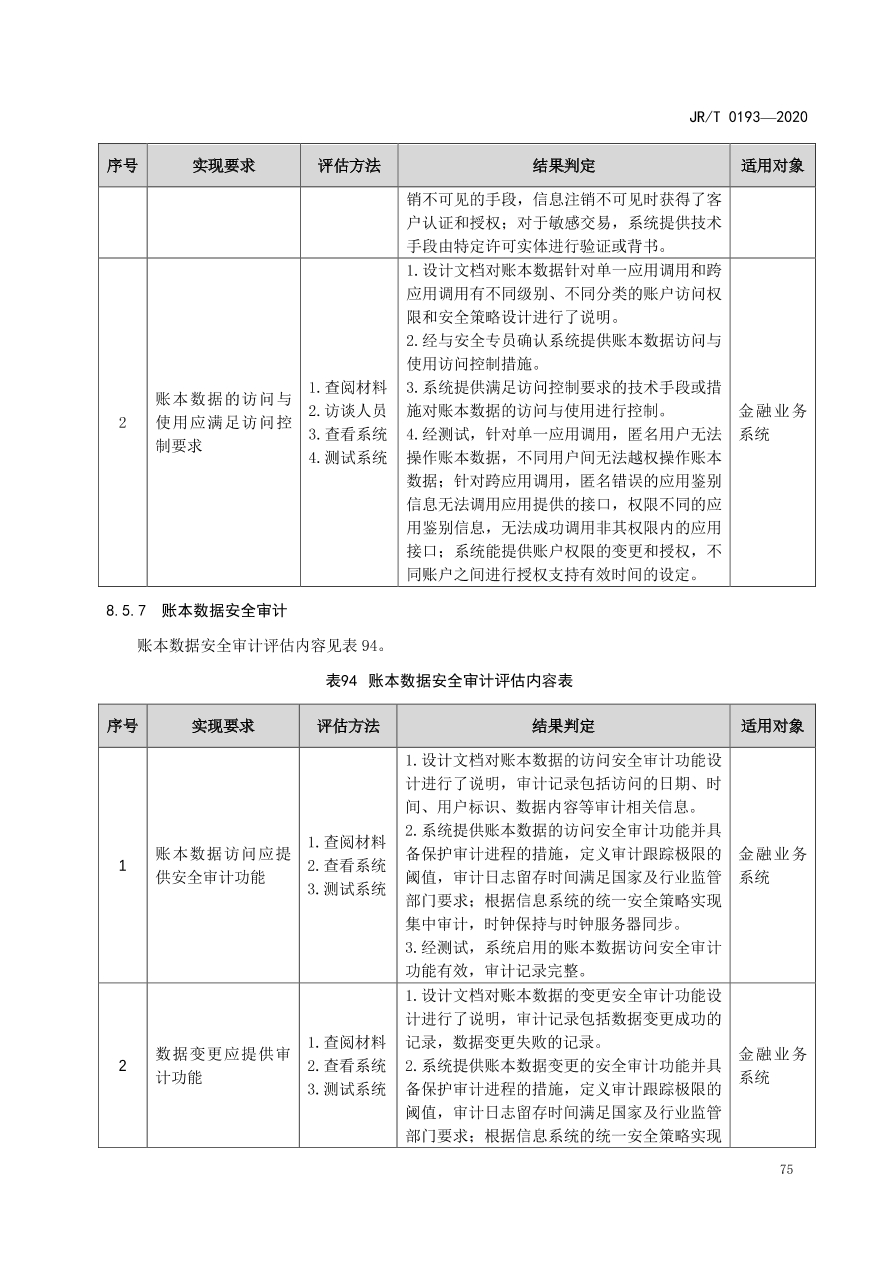 JR/T 0193—2020
序号 实现要求 评估方法 结果判定 适用对象
销不可见的手段，信息注销不可见时获得了客
户认证和授权；对于敏感交易，系统提供技术
手段由特定许可实体进行验证或背书。
2
账本数据的访问与
使用应满足访问控
制要求
1.查阅材料
2.访谈人员
3.查看系统
4.测试系统
1.设计文档对账本数据针对单一应用调用和跨
应用调用有不同级别、不同分类的账户访问权
限和安全策略设计进行了说明。
2.经与安全专员确认系统提供账本数据访问与
使用访问控制措施。
3.系统提供满足访问控制要求的技术手段或措
施对账本数据的访问与使用进行控制。
4.经测试，针对单一应用调用，匿名用户无法
操作账本数据，不同用户间无法越权操作账本
数据；针对跨应用调用，匿名错误的应用鉴别
信息无法调用应用提供的接口，权限不同的应
用鉴别信息，无法成功调用非其权限内的应用
接口；系统能提供账户权限的变更和授权，不
同账户之间进行授权支持有效时间的设定。
金融业务
系统
8.5.7 账本数据安全审计
账本数据安全审计评估内容见表 94。
表94 账本数据安全审计评估内容表
序号 实现要求 评估方法 结果判定 适用对象
1
账本数据访问应提
供安全审计功能
1.查阅材料
2.查看系统
3.测试系统
1.设计文档对账本数据的访问安全审计功能设
计进行了说明，审计记录包括访问的日期、时
间、用户标识、数据内容等审计相关信息。
2.系统提供账本数据的访问安全审计功能并具
备保护审计进程的措施，定义审计跟踪极限的
阈值，审计日志留存时间满足国家及行业监管
部门要求；根据信息系统的统一安全策略实现
集中审计，时钟保持与时钟服务器同步。
3.经测试，系统启用的账本数据访问安全审计
功能有效，审计记录完整。
金融业务
系统
2
数据变更应提供审
计功能
1.查阅材料
2.查看系统
3.测试系统
1.设计文档对账本数据的变更安全审计功能设
计进行了说明，审计记录包括数据变更成功的
记录，数据变更失败的记录。
2.系统提供账本数据变更的安全审计功能并具
备保护审计进程的措施，定义审计跟踪极限的
阈值，审计日志留存时间满足国家及行业监管
部门要求；根据信息系统的统一安全策略实现
金融业务
系统
75